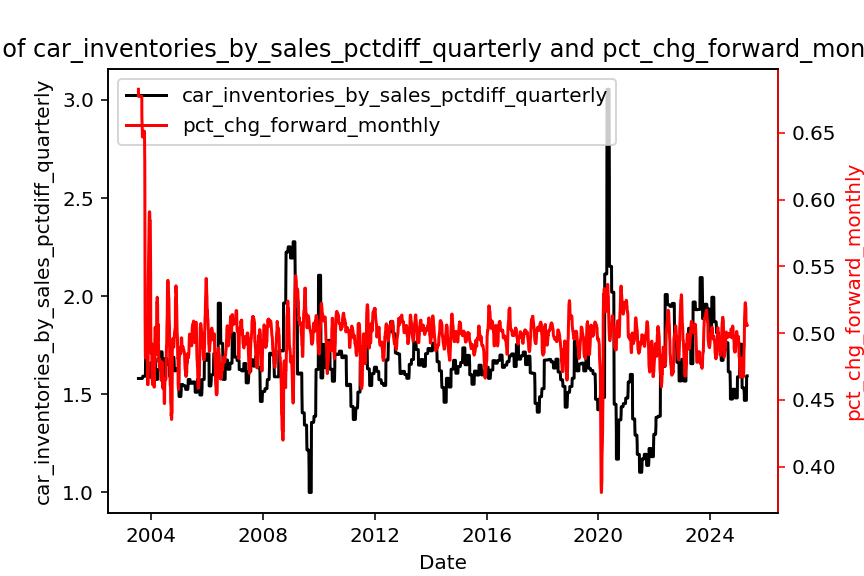 of car_inventories_by_sales_pctdiff_quarterly and pct_chg_forward_mon
car_inventories_by_sales_pctdiff_quarterly
pct_chg_forward_monthly
car_inventories_by_sales_pctdiff_quarterly
3.0
2.5
2.0
1.5
1.0
0.65
0.60
0.55
0.50
0.45
0.40
pct_chg_forward_monthly
2004
2008
2012
2016
2020
2024
Date